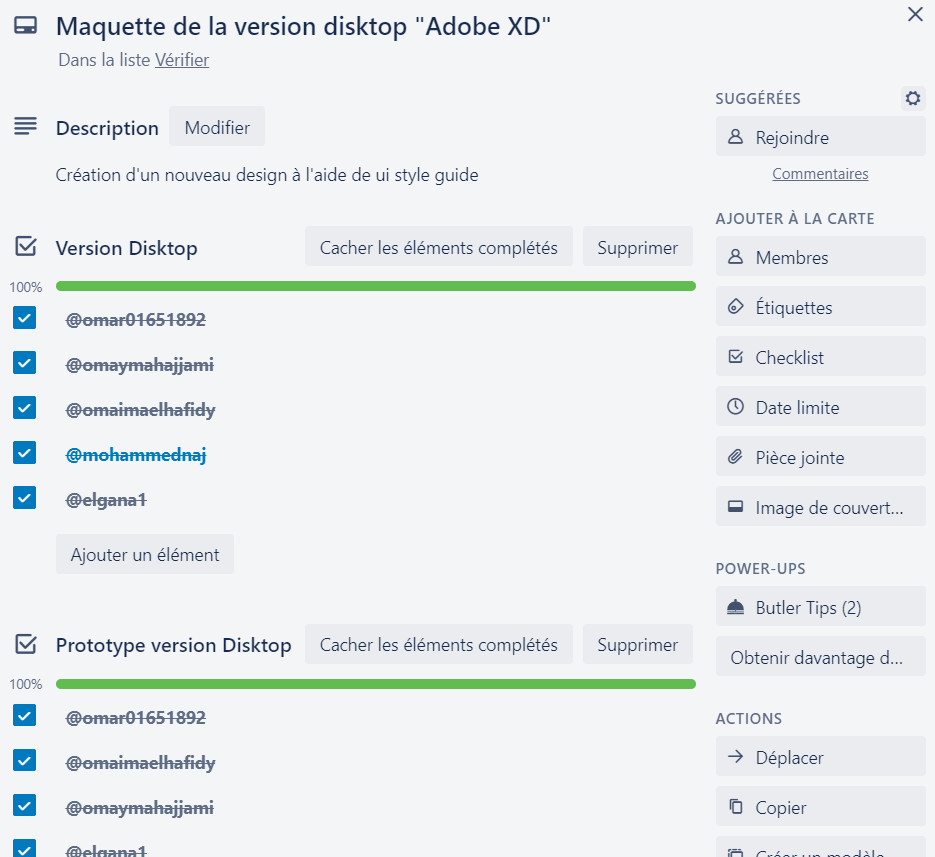 Maquette de la version disktop "Adobe XD"
Dans la liste Vérifier
Description Modifier
Création d'un nouveau design à l'aide de ui style guide
Version Disktop Cacher les éléments complétés Supprimer
100%
@omar01651892
@omaymahajjami
@omaimaelhafidy
@mohammednaj
@elgana1
Ajouter un élément
Prototype version Disktop Cacher les éléments complétés Supprimer
100%
@omar01651892
@omaimaelhafidy
@omaymahajjami
@elgana1
SUGGÉRÉES
Rejoindre
Commentaires
AJOUTER À LA CARTE
Membres
Étiquettes
Checklist
Date limite
Pièce jointe
Image de couvert...
POWER-UPS
Butler Tips (2)
Obtenir davantage d...
ACTIONS
Déplacer
Copier
Créer un modèle